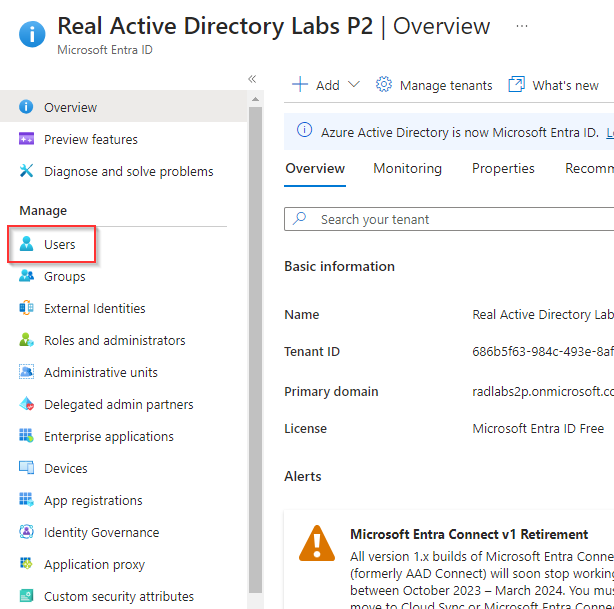 Real Active Directory Labs P2 | Overview ...
Microsoft Entra ID
«
Overview
Preview features
Diagnose and solve problems
Manage
Users
Groups
External Identities
Roles and administrators
Administrative units
Delegated admin partners
Enterprise applications
Devices
App registrations
Identity Governance
Application proxy
Custom security attributes
Add Manage tenants What's new
Azure Active Directory is now Microsoft Entra ID.
Overview Monitoring Properties Recomm
Search your tenant
Basic information
Name Real Active Directory Lab
Tenant ID 686b5f63-984c-493e-8af
Primary domain radlabs2p.onmicrosoft.co
License Microsoft Entra ID Free
Alerts
Microsoft Entra Connect v1 Retirement
All version 1.x builds of Microsoft Entra Conne
(formerly AAD Connect) will soon stop working
between October 2023 – March 2024. You mu
move to Cloud Sync or Microsoft Entra Connec